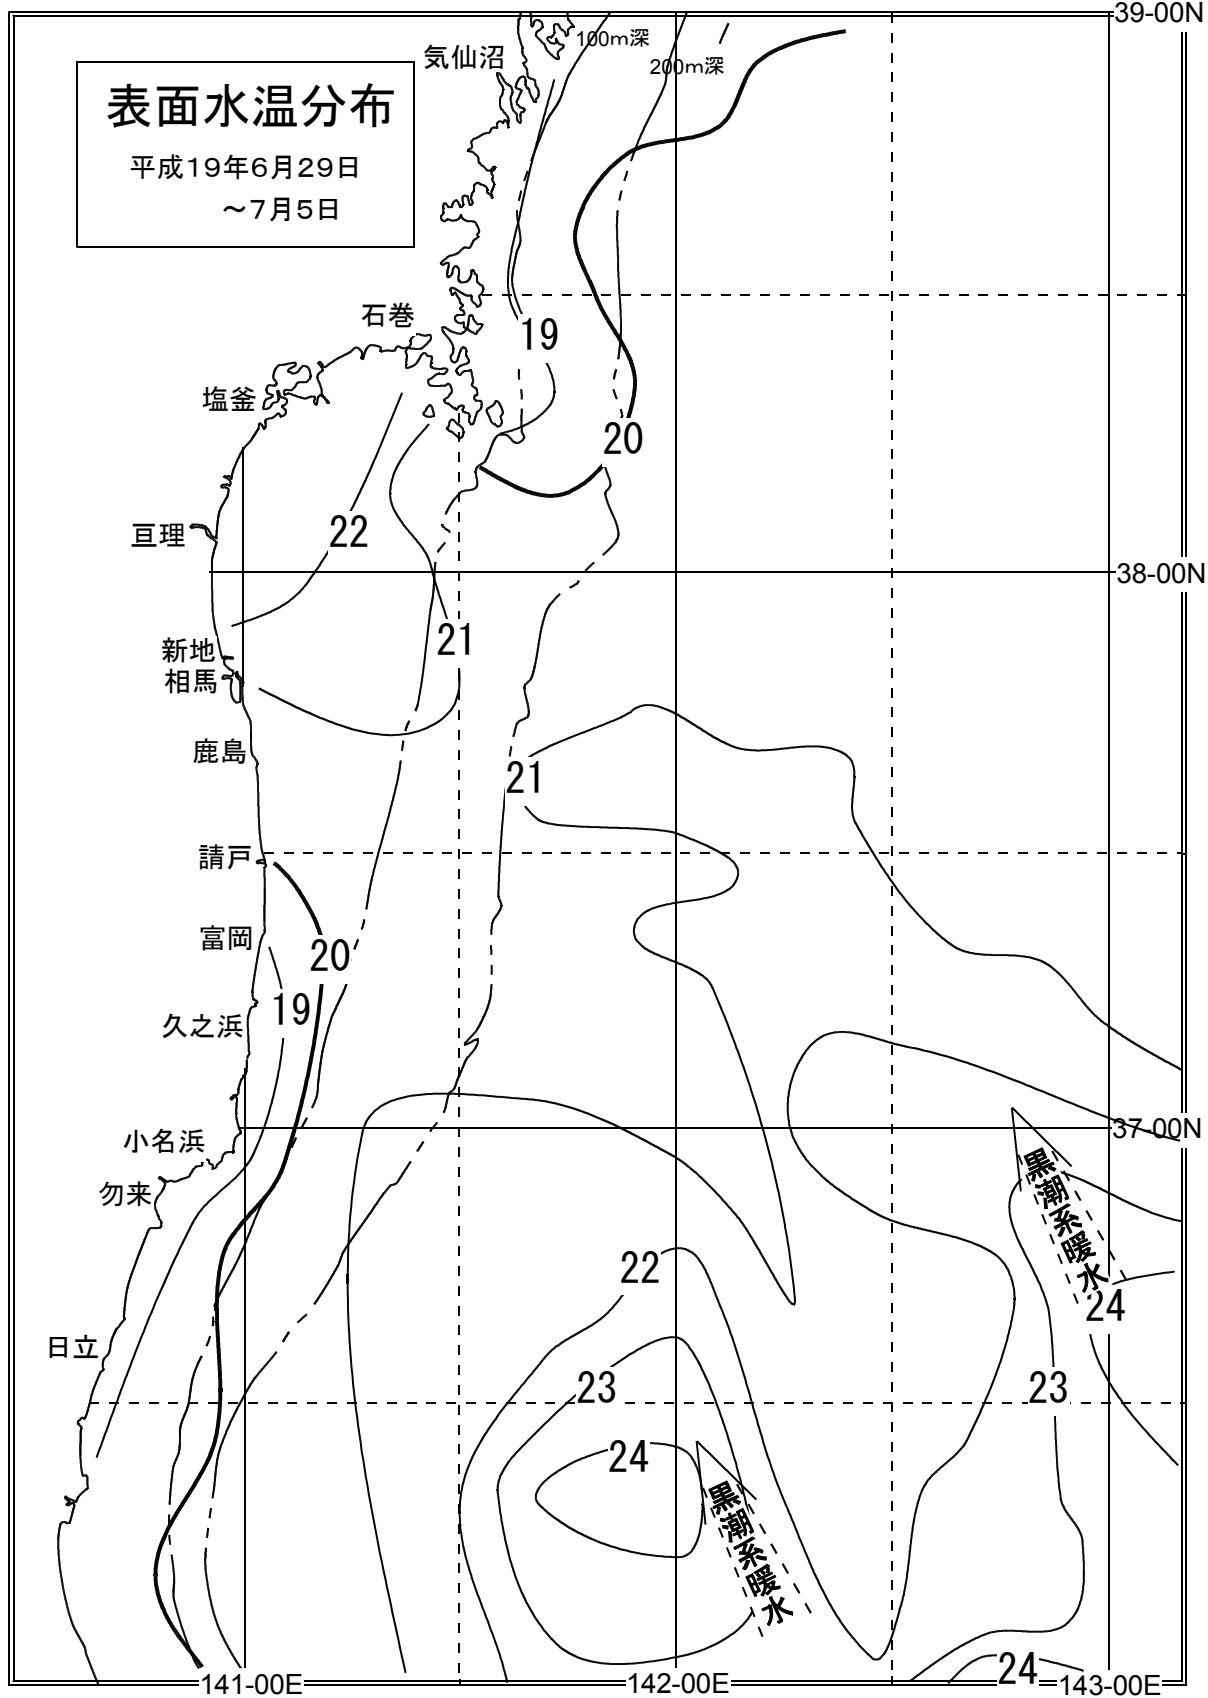 39-00N
100m深
気仙沼
200m深
表面水温分布
平成19年6月29日
～7月5日
石巻
19
塩釜
20
22
亘理
38-00N
21
新地
相馬
鹿島
21
請戸
富岡
20
19
久之浜
37-00N
小名浜
黒潮系暖水
勿来
22
24
日立
23
23
24
黒潮系暖水
24
141-00E
142-00E
143-00E